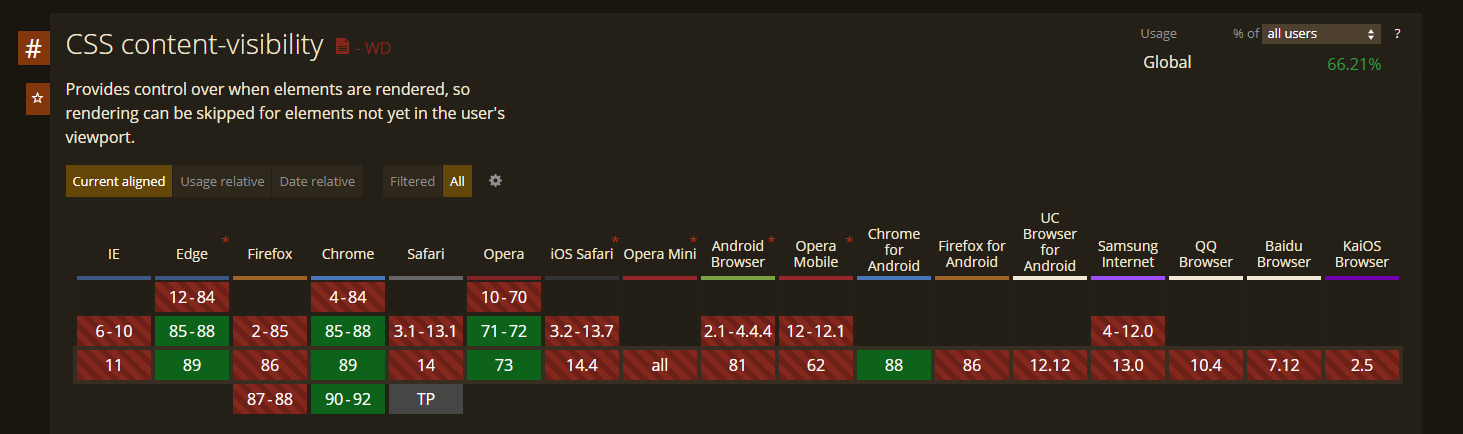 #
CSS content-visibility - WD
Usage % of all users ?
Global 66.21%
☆
Provides control over when elements are rendered, so
rendering can be skipped for elements not yet in the user's
viewport.
Current aligned Usage relative Date relative Filtered All
IE Edge * Firefox Chrome Safari Opera iOS Safari * Opera Mini * Android Browser * Opera Mobile * Chrome for Android Firefox for Android UC Browser for Android Samsung Internet QQ Browser Baidu Browser KaiOS Browser
12-84 4-84 10-70
6-10 85-88 2-85 85-88 3.1-13.1 71-72 3.2-13.7 2.1-4.4.4 12-12.1 4-12.0
11 89 86 89 14 73 14.4 all 81 62 88 86 12.12 13.0 10.4 7.12 2.5
87-88 90-92 TP